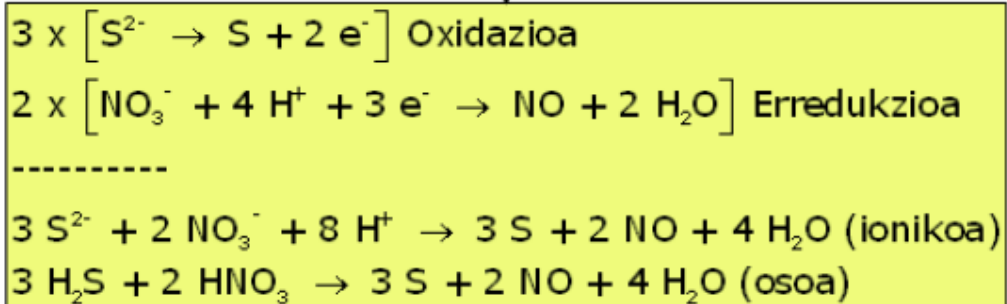 3 x [S²⁻ → S + 2 e⁻] Oxidazioa
2 x [NO₃⁻ + 4 H⁺ + 3 e⁻ → NO + 2 H₂O] Erredukzioa
----------
3 S²⁻ + 2 NO₃⁻ + 8 H⁺ → 3 S + 2 NO + 4 H₂O (ionikoa)
3 H₂S + 2 HNO₃ → 3 S + 2 NO + 4 H₂O (osoa)